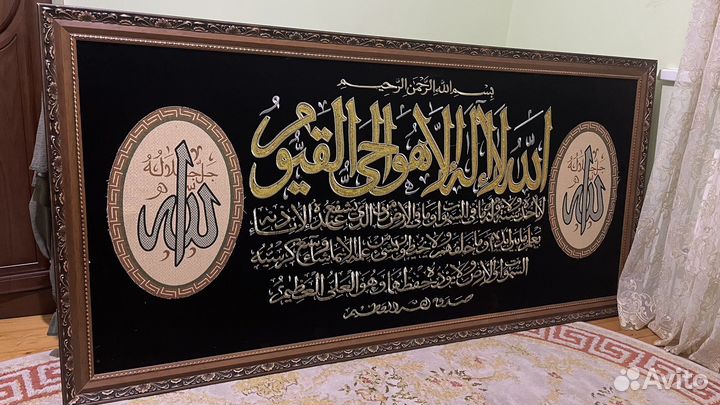 بسم الله الرحمن الرحيم
الله لا إله إلا هو الحي القيوم
لا تأخذه سنة ولا نوم له ما في السموات وما في الأرض من ذا الذي يشفع عنده إلا بإذنه
يعلم ما بين أيديهم وما خلفهم ولا يحيطون بشيء من علمه إلا بما شاء وسع كرسيه
السموات والأرض ولا يؤده حفظهما وهو العلي العظيم
صدق الله العظيم
الله
جل جلاله
الله
جل جلاله
Avito